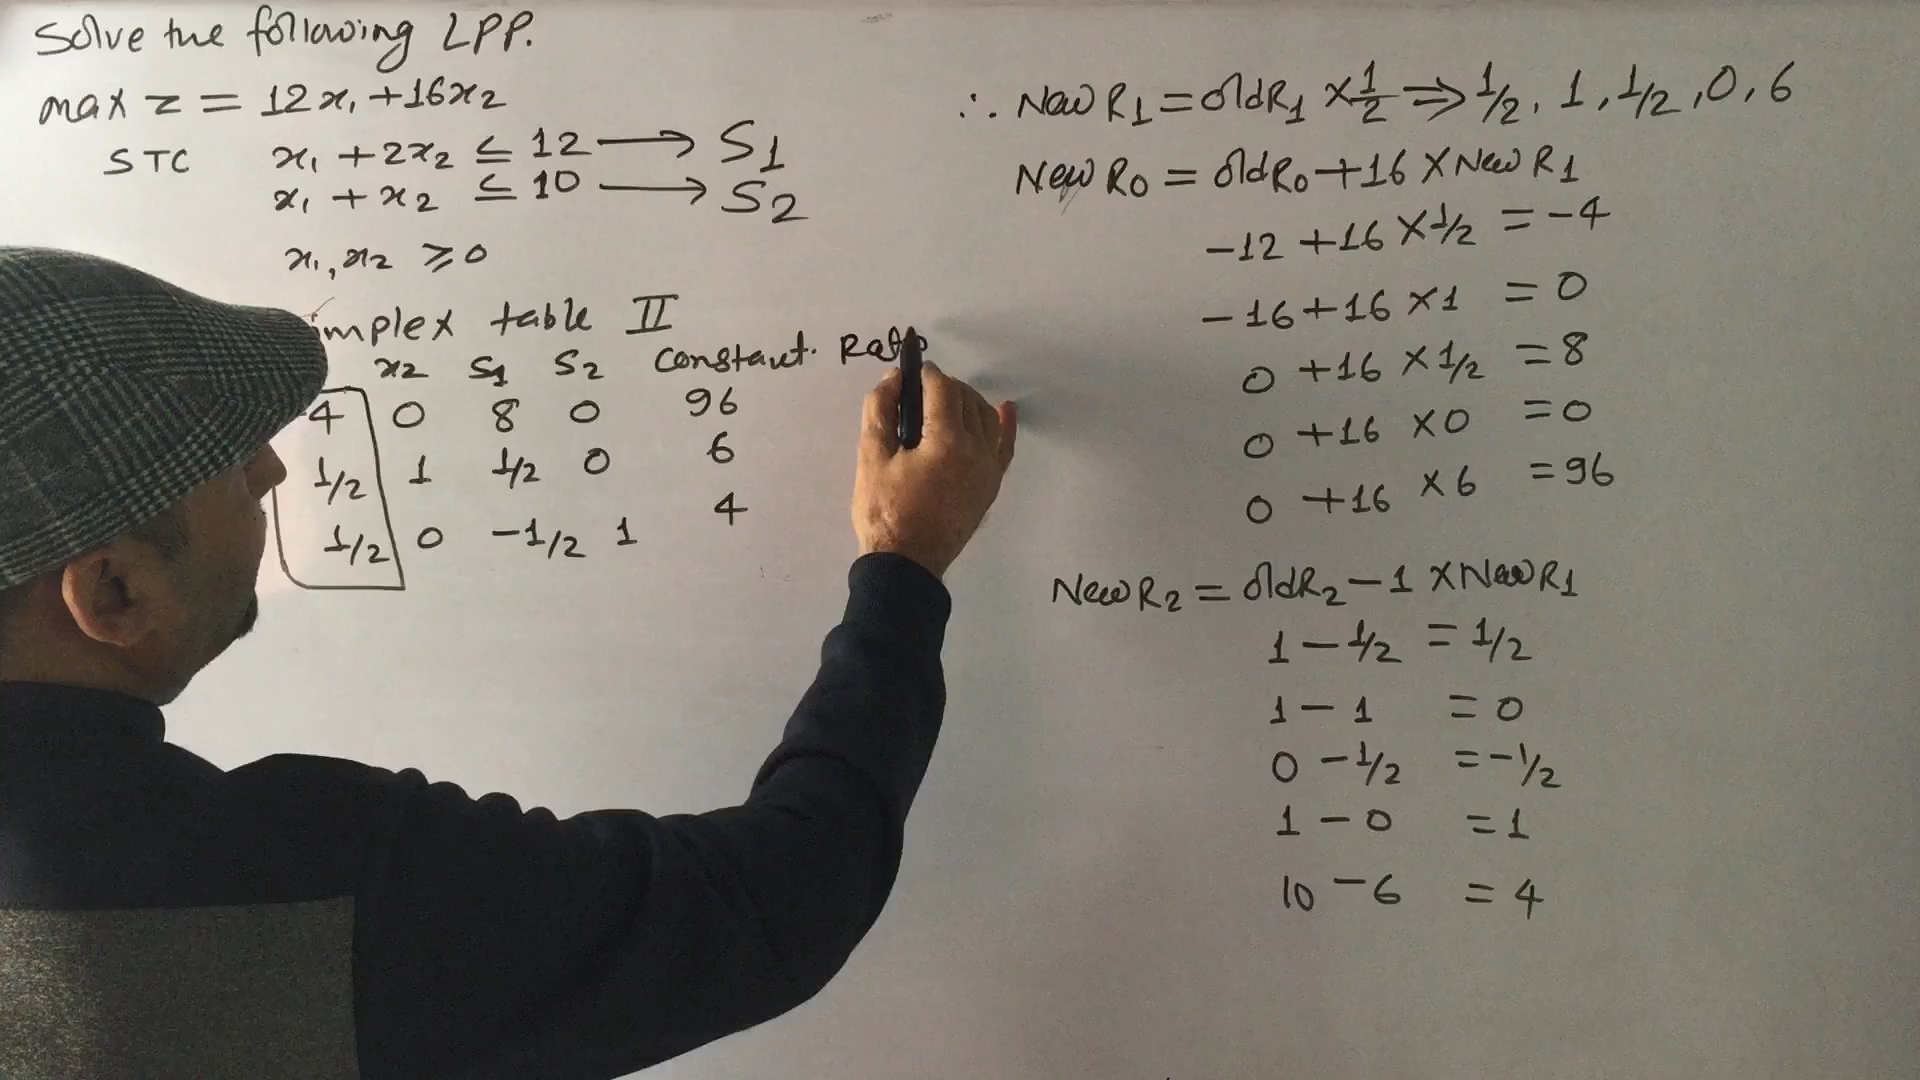 Solve the following LPP.
max z = 12x₁ + 16x₂
STC x₁ + 2x₂ ≤ 12 → S1
x₁ + x₂ ≤ 10 → S2
x₁, x₂ ≥ 0
implex table II
x2 S1 S2 constant. Rat
4 0 8 0 96
1/2 1 1/2 0 6
1/2 0 -1/2 1 4
∴ New R1 = old R1 × 1/2 ⇒ 1/2, 1, 1/2, 0, 6
New R0 = old R0 + 16 × New R1
-12 + 16 × 1/2 = -4
-16 + 16 × 1 = 0
0 + 16 × 1/2 = 8
0 + 16 × 0 = 0
0 + 16 × 6 = 96
New R2 = old R2 - 1 × New R1
1 - 1/2 = 1/2
1 - 1 = 0
0 - 1/2 = -1/2
1 - 0 = 1
10 - 6 = 4